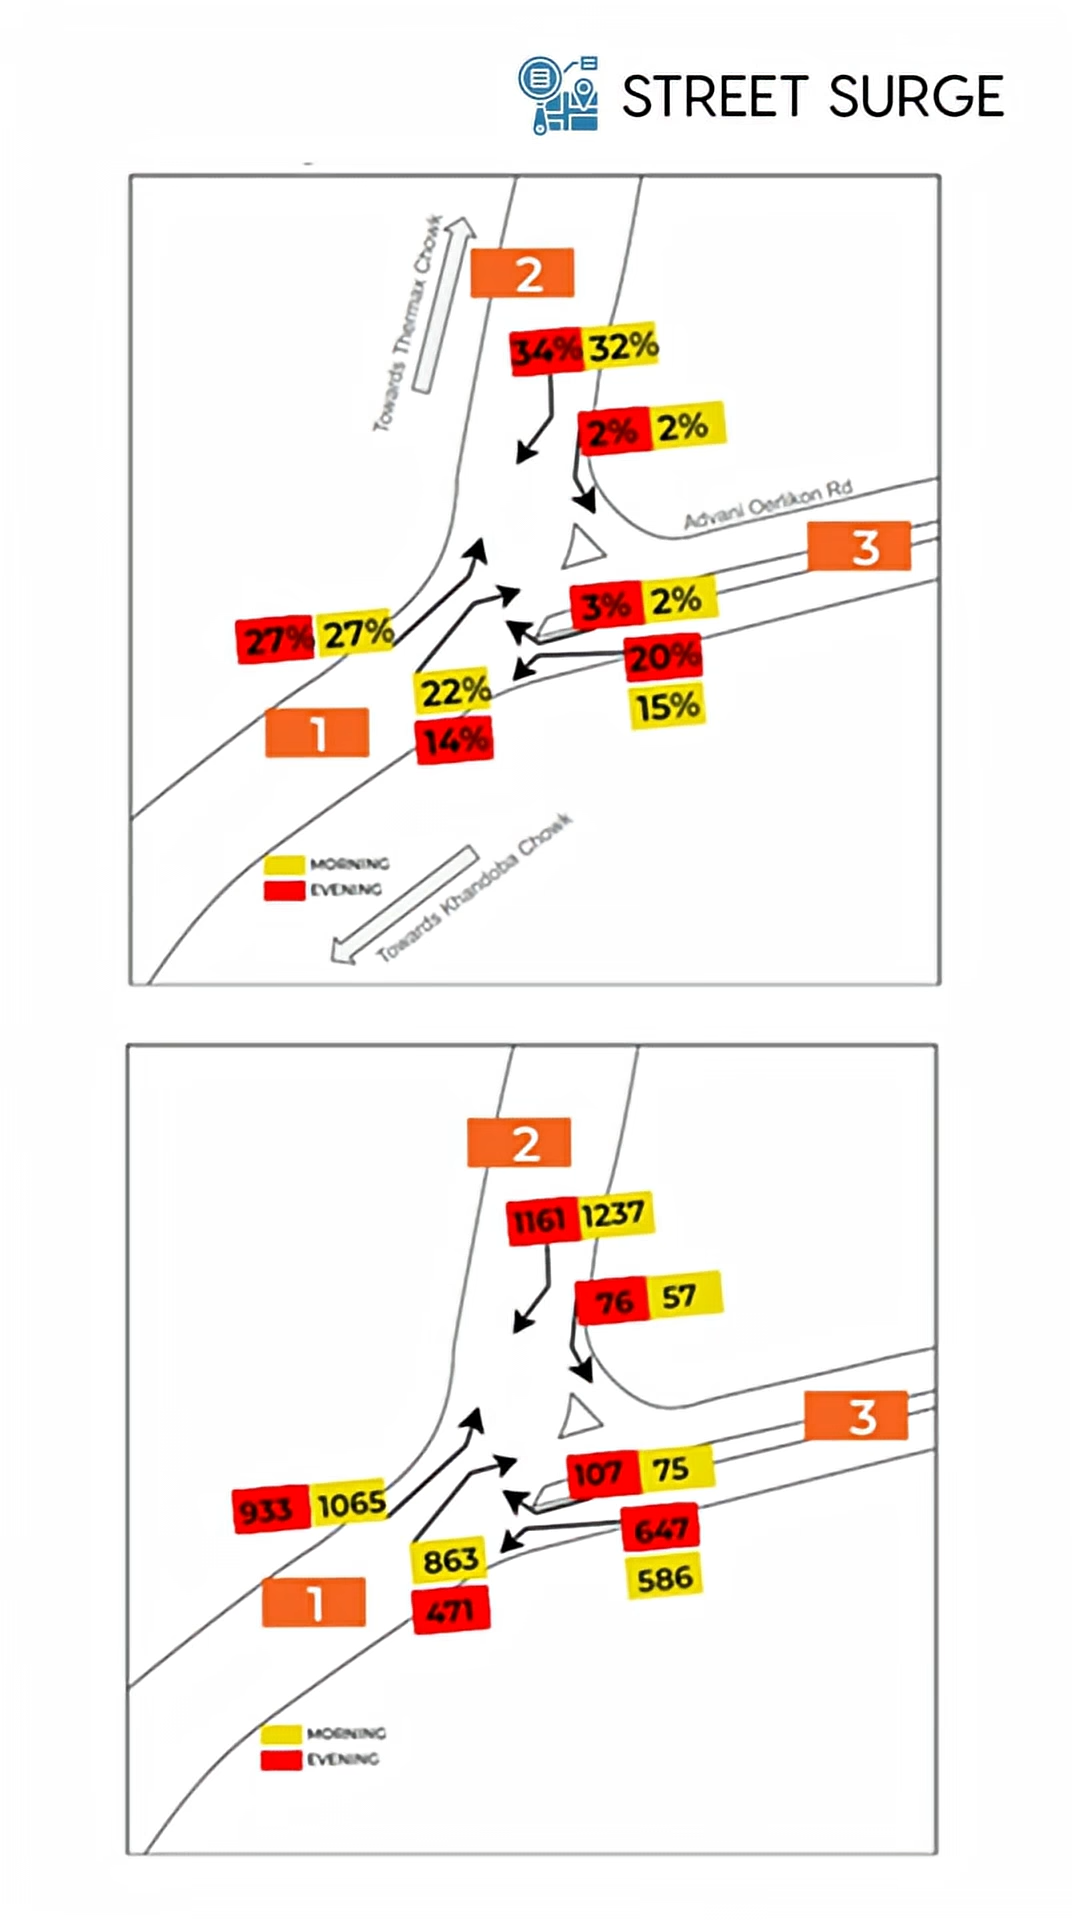 STREET SURGE
Towards Thermax Chowk
2
34% 32%
2% 2%
Advani Oerlikon Rd
3
3% 2%
27% 27%
20%
22%
15%
1
14%
MORNING
EVENING
Towards Khandoba Chowk
2
1161 1237
76 57
3
107 75
933 1065
647
863
586
1
471
MORNING
EVENING